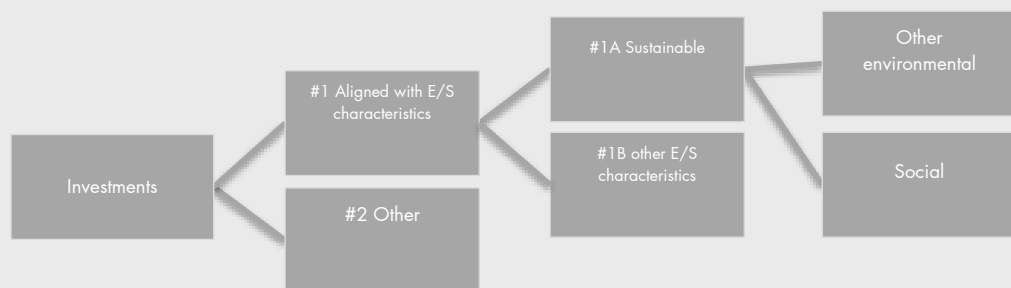 Investments
#1 Aligned with E/S
characteristics
#2 Other
#1A Sustainable
#1B other E/S
characteristics
Other
environmental
Social